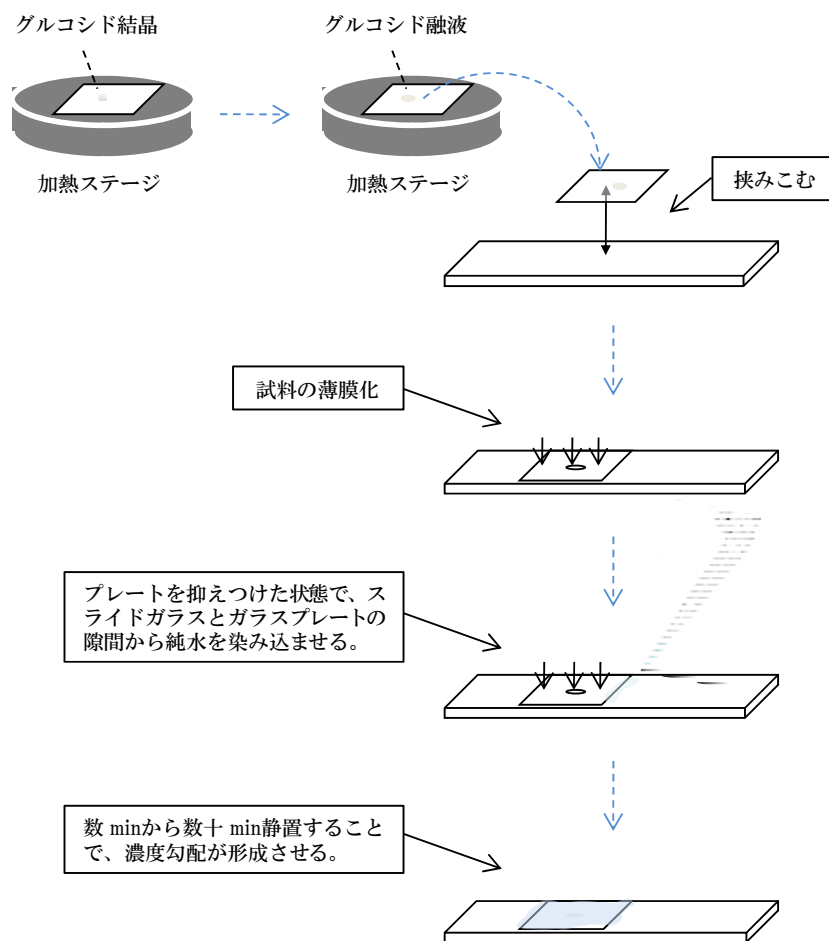 グルコシド結晶
グルコシド融液
加熱ステージ
加熱ステージ
挟みこむ
試料の薄膜化
プレートを抑えつけた状態で、ス
ライドガラスとガラスプレートの
隙間から純水を染み込ませる。
数 minから数十 min静置すること
で、濃度勾配が形成させる。